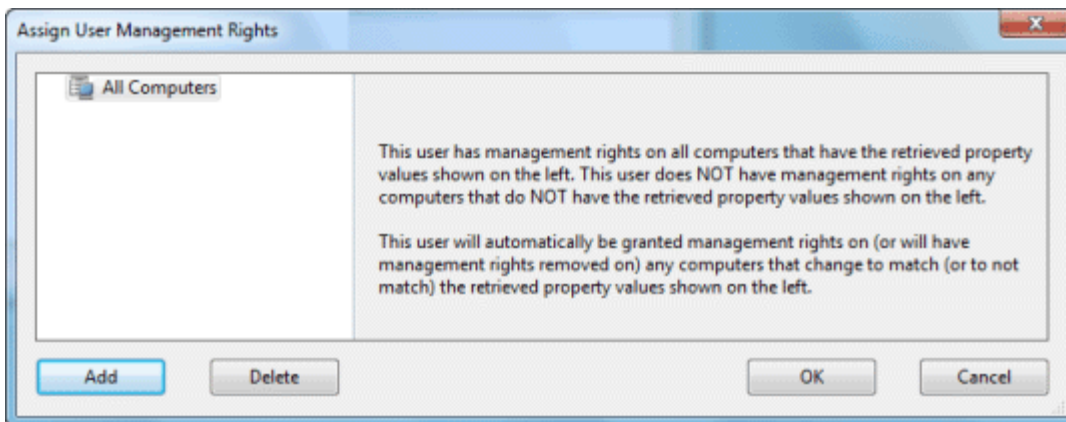 Assign User Management Rights
All Computers
This user has management rights on all computers that have the retrieved property
values shown on the left. This user does NOT have management rights on any
computers that do NOT have the retrieved property values shown on the left.
This user will automatically be granted management rights on (or will have
management rights removed on) any computers that change to match (or to not
match) the retrieved property values shown on the left.
Add
Delete
OK
Cancel